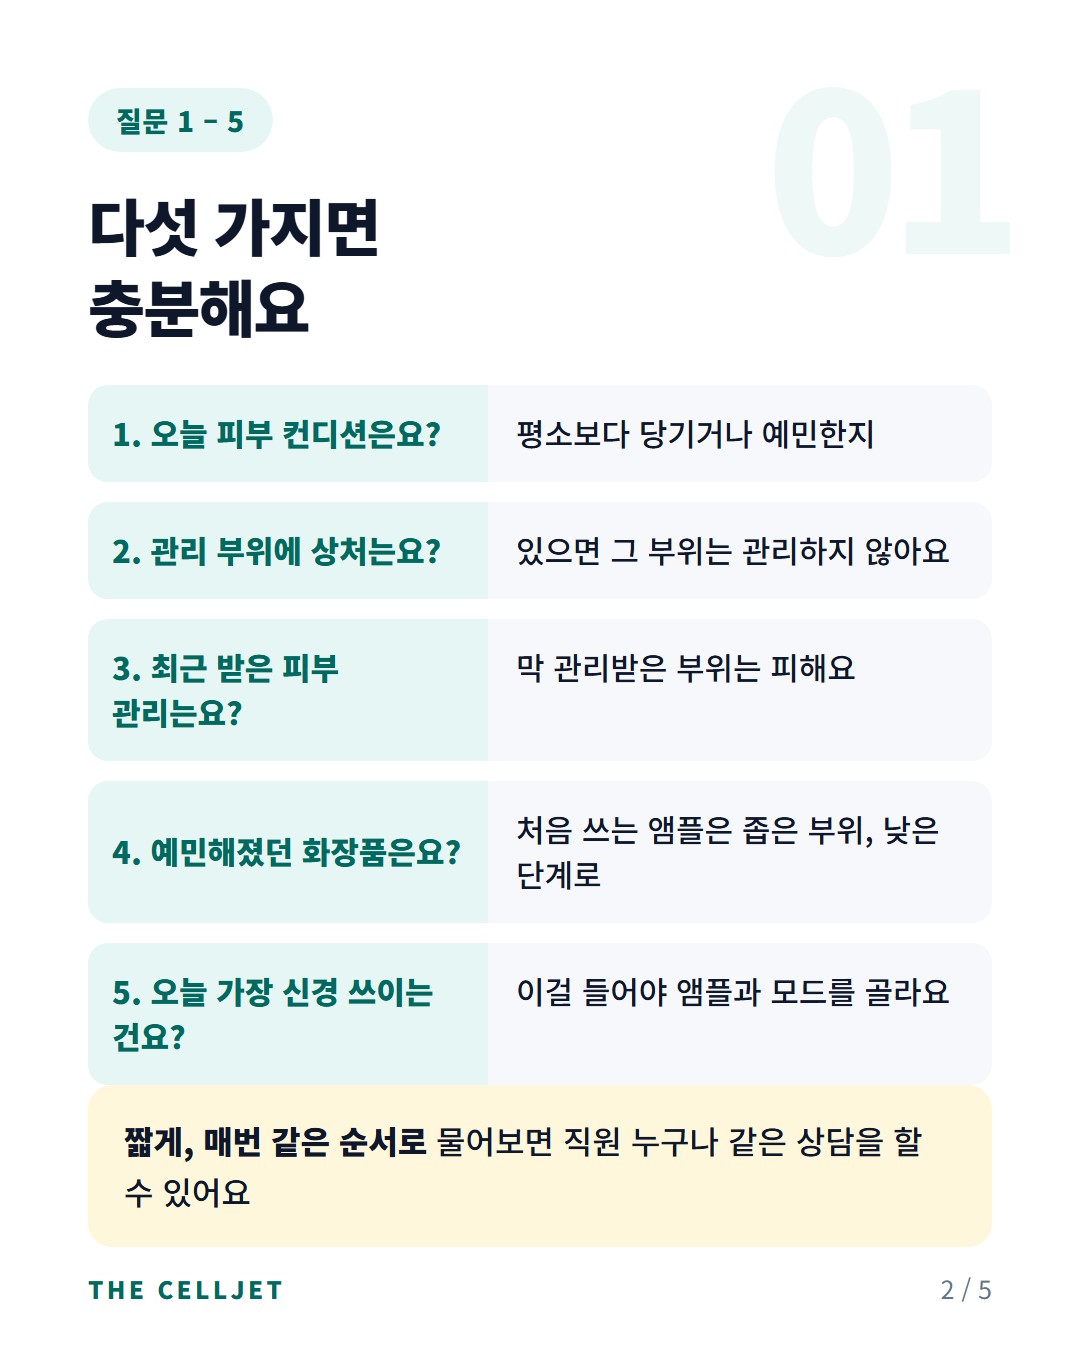 질문 1 – 5
01
다섯 가지면
충분해요
1. 오늘 피부 컨디션은요?
평소보다 당기거나 예민한지
2. 관리 부위에 상처는요?
있으면 그 부위는 관리하지 않아요
3. 최근 받은 피부
관리는요?
막 관리받은 부위는 피해요
4. 예민해졌던 화장품은요?
처음 쓰는 앰플은 좁은 부위, 낮은
단계로
5. 오늘 가장 신경 쓰이는
건요?
이걸 들어야 앰플과 모드를 골라요
짧게, 매번 같은 순서로 물어보면 직원 누구나 같은 상담을 할
수 있어요
THE CELLJET
2 / 5